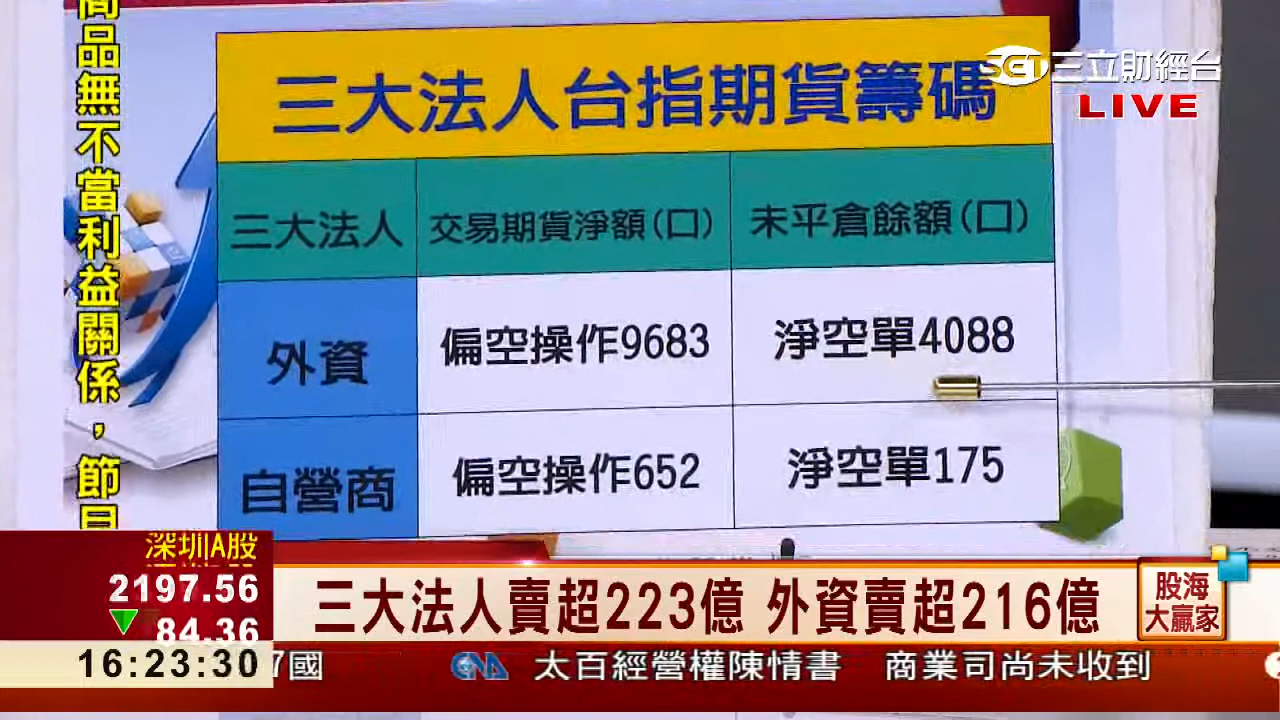 商品無不當利益關係，節目
三大法人台指期貨籌碼
SET 三立財經台
LIVE
三大法人 交易期貨淨額(口) 未平倉餘額(口)
外資 偏空操作9683 淨空單4088
自營商 偏空操作652 淨空單175
深圳A股
2197.56
▼ 84.36
16:23:30
三大法人賣超223億 外資賣超216億
股海
大贏家
7國 CNA 太百經營權陳情書 商業司尚未收到